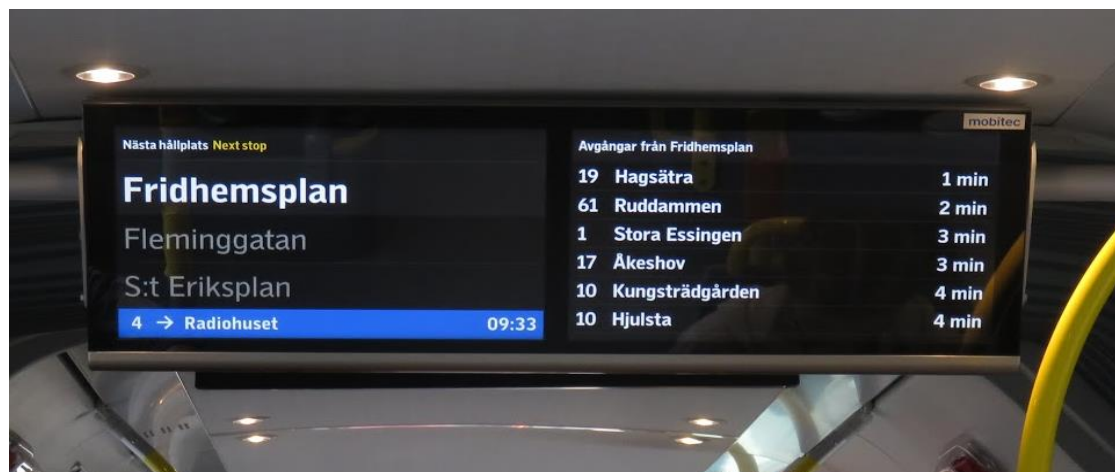 mobitec
Nästa hållplats Next stop
Fridhemsplan
Fleminggatan
S:t Eriksplan
4 → Radiohuset 09:33
Avgångar från Fridhemsplan
19 Hagsätra 1 min
61 Ruddammen 2 min
1 Stora Essingen 3 min
17 Åkeshov 3 min
10 Kungsträdgården 4 min
10 Hjulsta 4 min